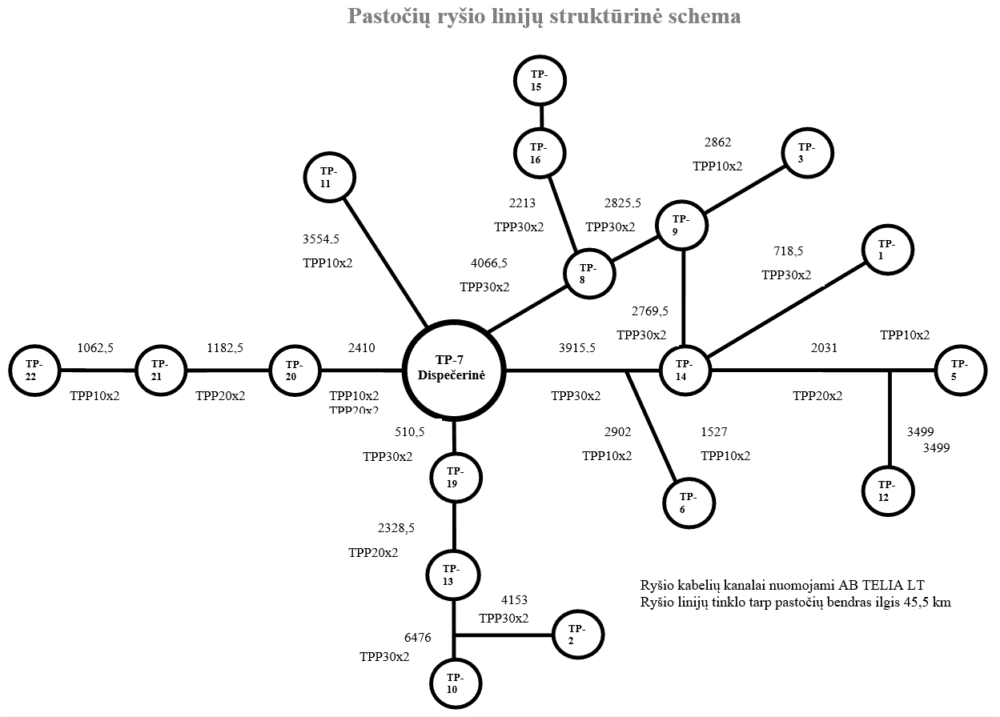 Pastočių ryšio linijų struktūrinė schema
TP-
15
TP-
16
2862
TP-
3
TPP10x2
TP-
11
2213
TPP30x2
2825,5
TPP30x2
TP-
9
3554,5
TPP10x2
4066,5
TPP30x2
TP-
8
718,5
TPP30x2
TP-
1
2769,5
TPP30x2
1062,5
1182,5
2410
3915,5
2031
TPP10x2
TP-
22
TP-
21
TP-
20
TP-7
Dispečerinė
TP-
14
TP-
5
TPP10x2
TPP20x2
TPP10x2
TPP20x2
TPP30x2
TPP20x2
510,5
TPP30x2
2902
TPP10x2
1527
TPP10x2
3499
3499
TP-
19
TP-
6
TP-
12
2328,5
TPP20x2
TP-
13
Ryšio kabelių kanalai nuomojami AB TELIA LT
Ryšio linijų tinklo tarp pastočių bendras ilgis 45,5 km
4153
TPP30x2
TP-
2
6476
TPP30x2
TP-
10